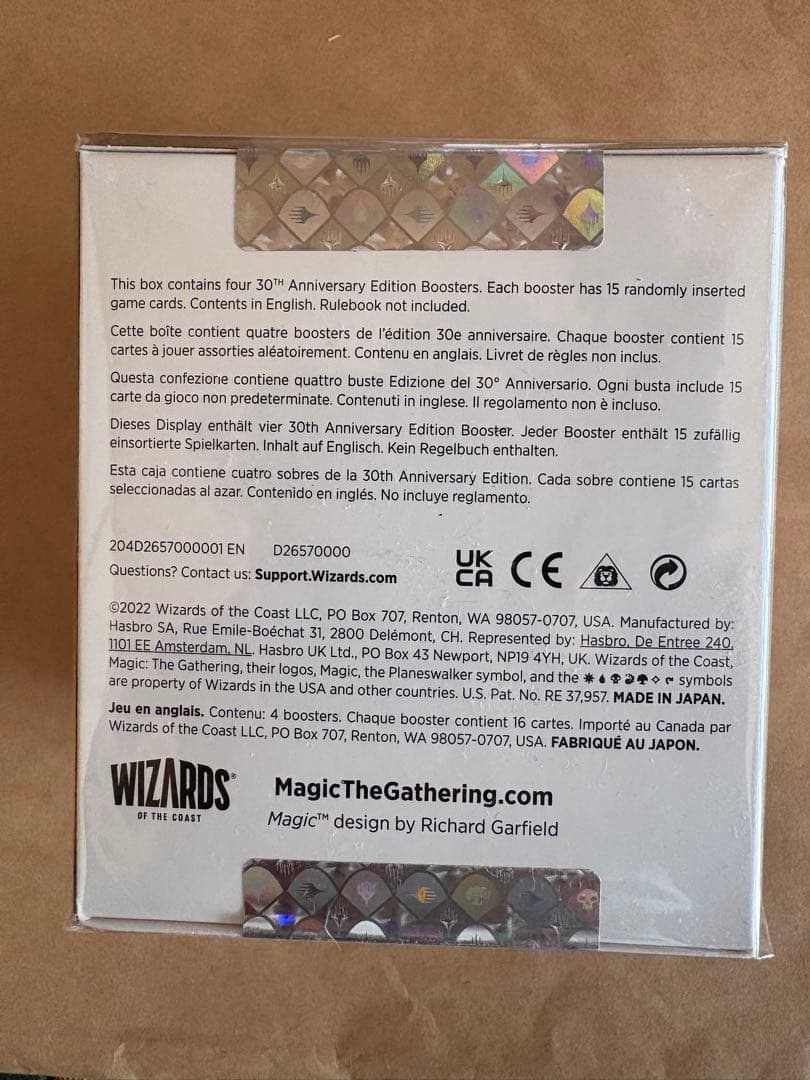 This box contains four 30TH Anniversary Edition Boosters. Each booster has 15 randomly inserted
game cards. Contents in English. Rulebook not included.
Cette boîte contient quatre boosters de l'édition 30e anniversaire. Chaque booster contient 15
cartes à jouer assorties aléatoirement. Contenu en anglais. Livret de règles non inclus.
Questa confezione contiene quattro buste Edizione del 30° Anniversario. Ogni busta include 15
carte da gioco non predeterminate. Contenuti in inglese. Il regolamento non è incluso.
Dieses Display enthält vier 30th Anniversary Edition Booster. Jeder Booster enthält 15 zufällig
einsortierte Spielkarten. Inhalt auf Englisch. Kein Regelbuch enthalten.
Esta caja contiene cuatro sobres de la 30th Anniversary Edition. Cada sobre contiene 15 cartas
seleccionadas al azar. Contenido en inglés. No incluye reglamento.
204D2657000001 EN D26570000
Questions? Contact us: Support.Wizards.com
UK
CA CE
©2022 Wizards of the Coast LLC, PO Box 707, Renton, WA 98057-0707, USA. Manufactured by:
Hasbro SA, Rue Emile-Boéchat 31, 2800 Delémont, CH. Represented by: Hasbro, De Entree 240,
1101 EE Amsterdam, NL. Hasbro UK Ltd., PO Box 43 Newport, NP19 4YH, UK. Wizards of the Coast,
Magic: The Gathering, their logos, Magic, the Planeswalker symbol, and the symbols
are property of Wizards in the USA and other countries. U.S. Pat. No. RE 37,957. MADE IN JAPAN.
Jeu en anglais. Contenu: 4 boosters. Chaque booster contient 16 cartes. Importé au Canada par
Wizards of the Coast LLC, PO Box 707, Renton, WA 98057-0707, USA. FABRIQUÉ AU JAPON.
WIZARDS®
OF THE COAST
MagicTheGathering.com
Magic™ design by Richard Garfield